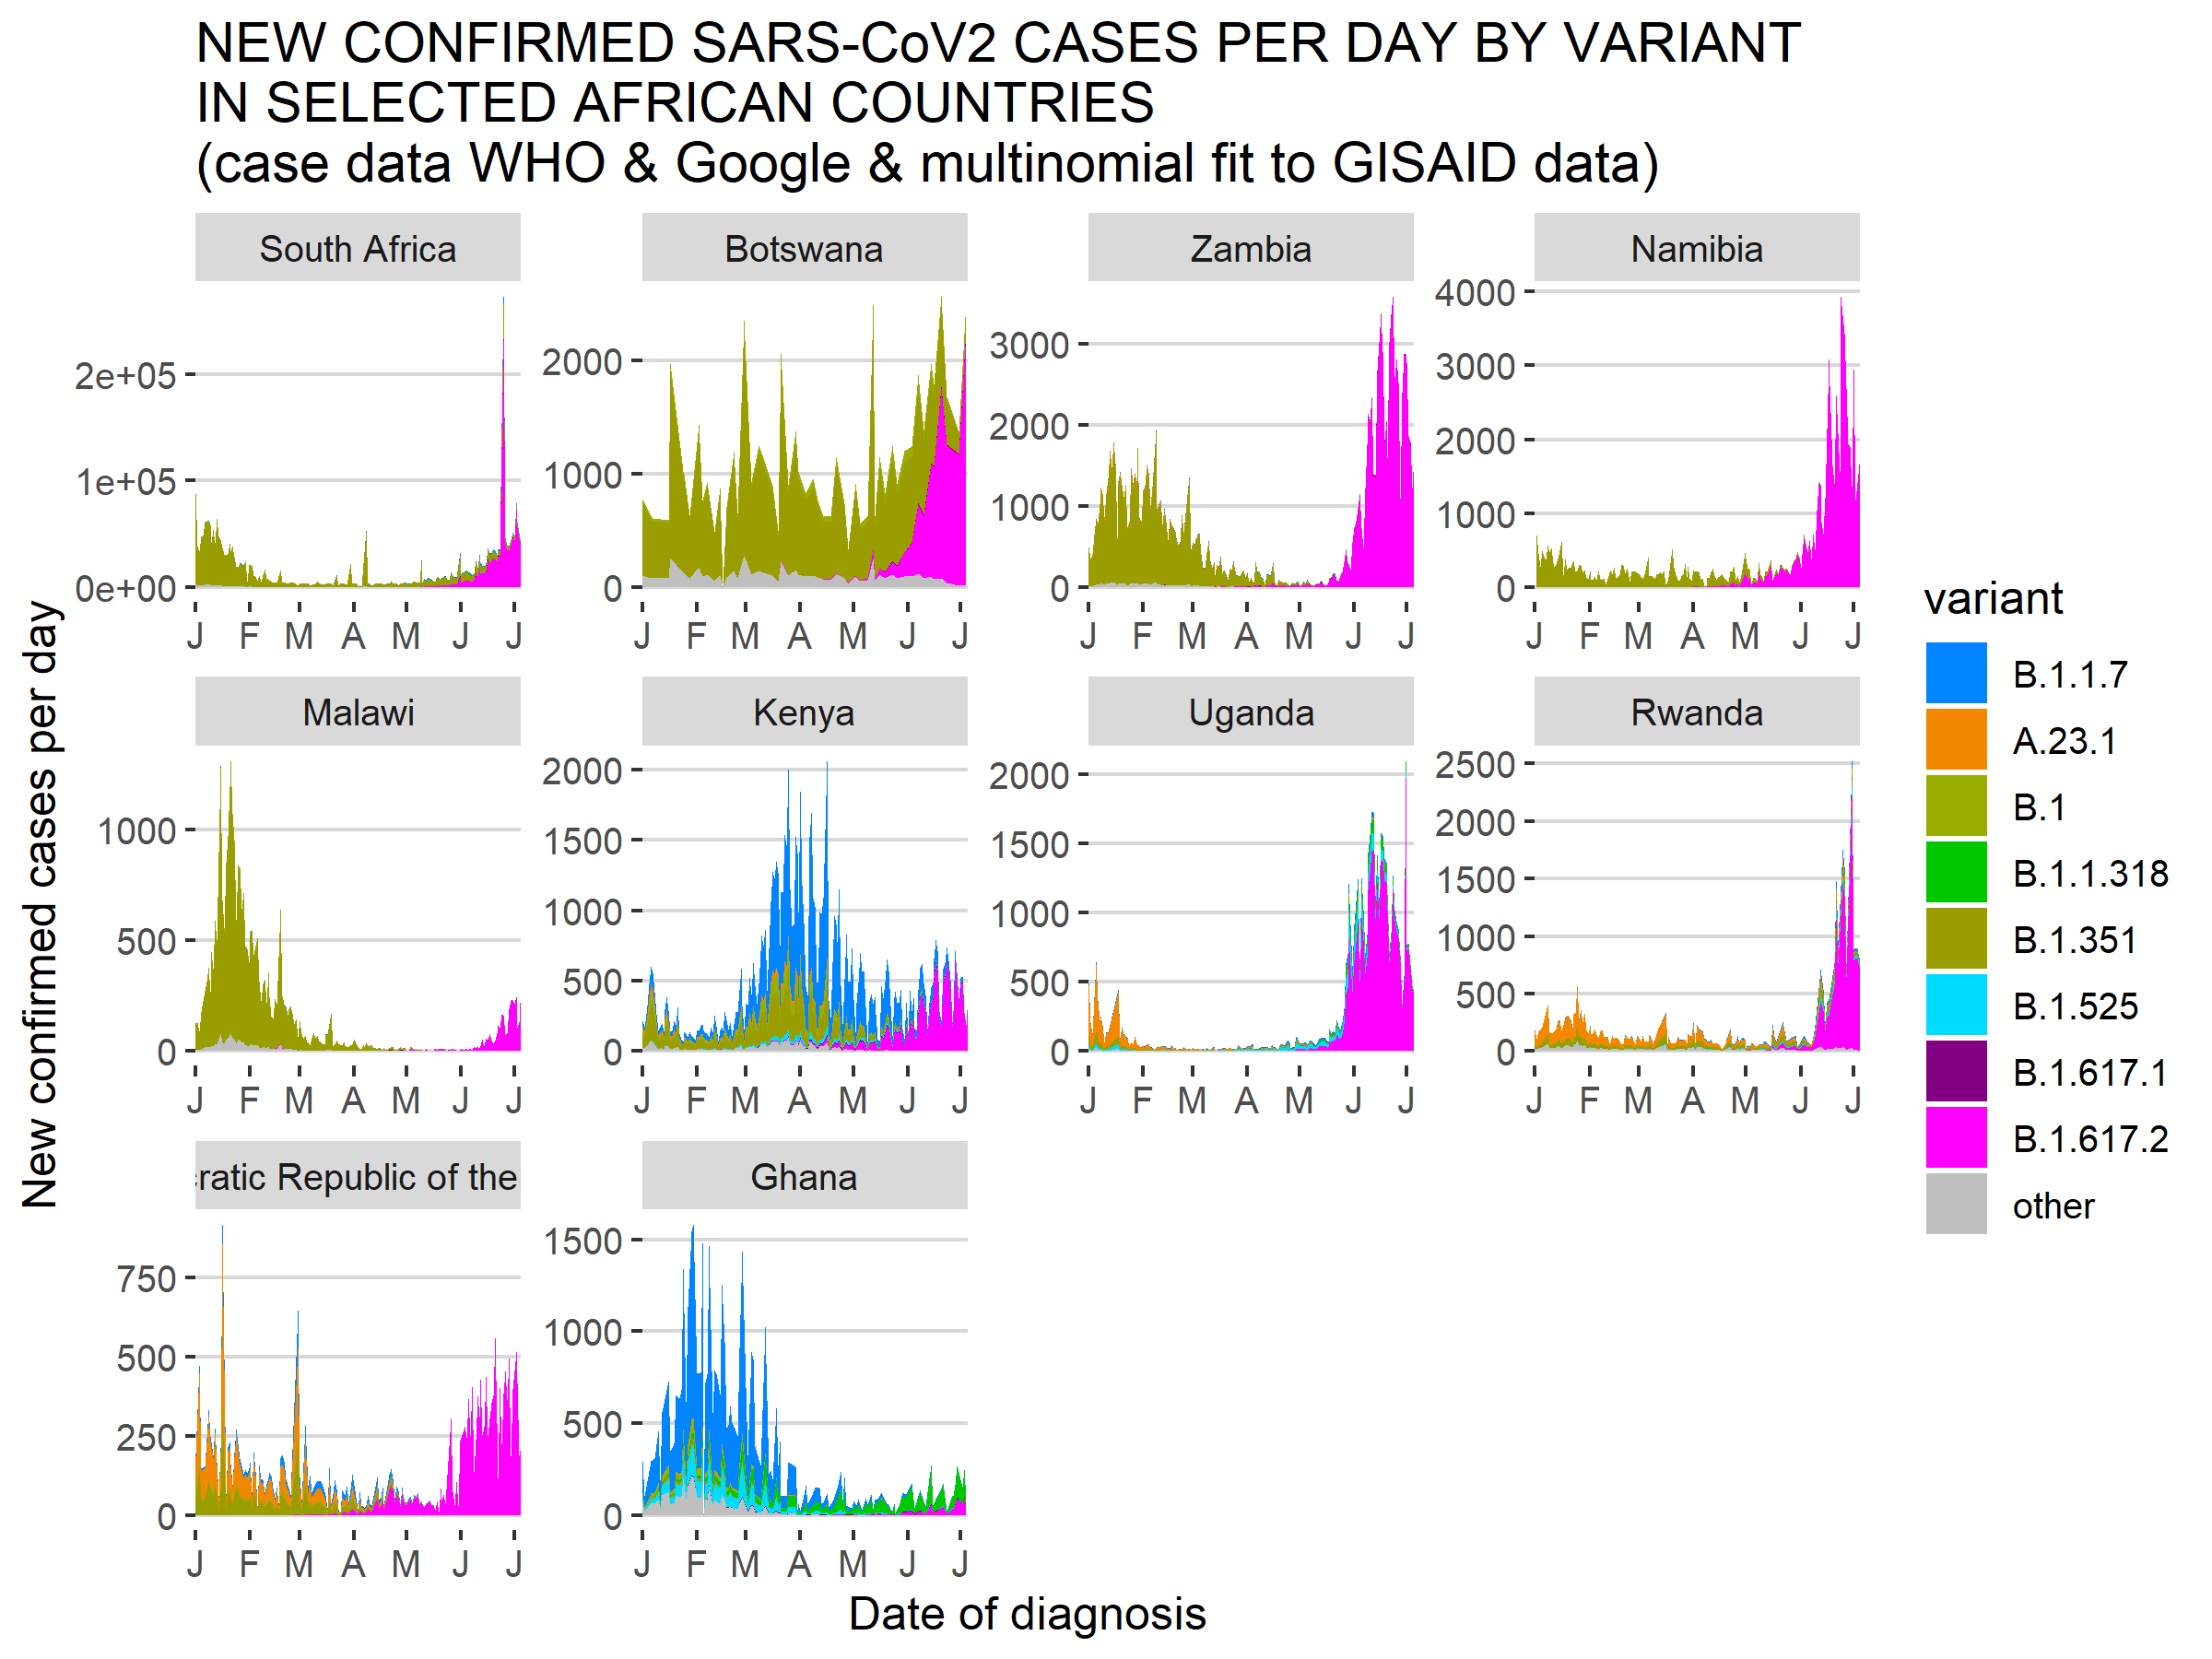 NEW CONFIRMED SARS-CoV2 CASES PER DAY BY VARIANT
IN SELECTED AFRICAN COUNTRIES
(case data WHO & Google & multinomial fit to GISAID data)
New confirmed cases per day
South Africa
2e+05
1e+05
0e+00
J F M A M J J
Botswana
2000
1000
0
J F M A M J J
Zambia
3000
2000
1000
0
J F M A M J J
Namibia
4000
3000
2000
1000
0
J F M A M J J
Malawi
1000
500
0
J F M A M J J
Kenya
2000
1500
1000
500
0
J F M A M J J
Uganda
2000
1500
1000
500
0
J F M A M J J
Rwanda
2500
2000
1500
1000
500
0
J F M A M J J
cratic Republic of the
750
500
250
0
J F M A M J J
Ghana
1500
1000
500
0
J F M A M J J
Date of diagnosis
variant
B.1.1.7
A.23.1
B.1
B.1.1.318
B.1.351
B.1.525
B.1.617.1
B.1.617.2
other